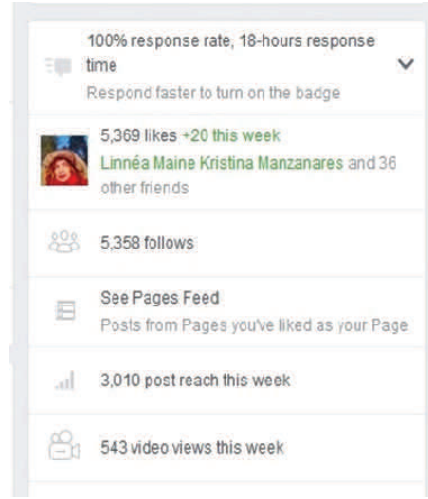 100% response rate, 18-hours response
time
Respond faster to turn on the badge
5,369 likes +20 this week
Linnéa Maine Kristina Manzanares and 36
other friends
5,358 follows
See Pages Feed
Posts from Pages you've liked as your Page
3,010 post reach this week
543 video views this week